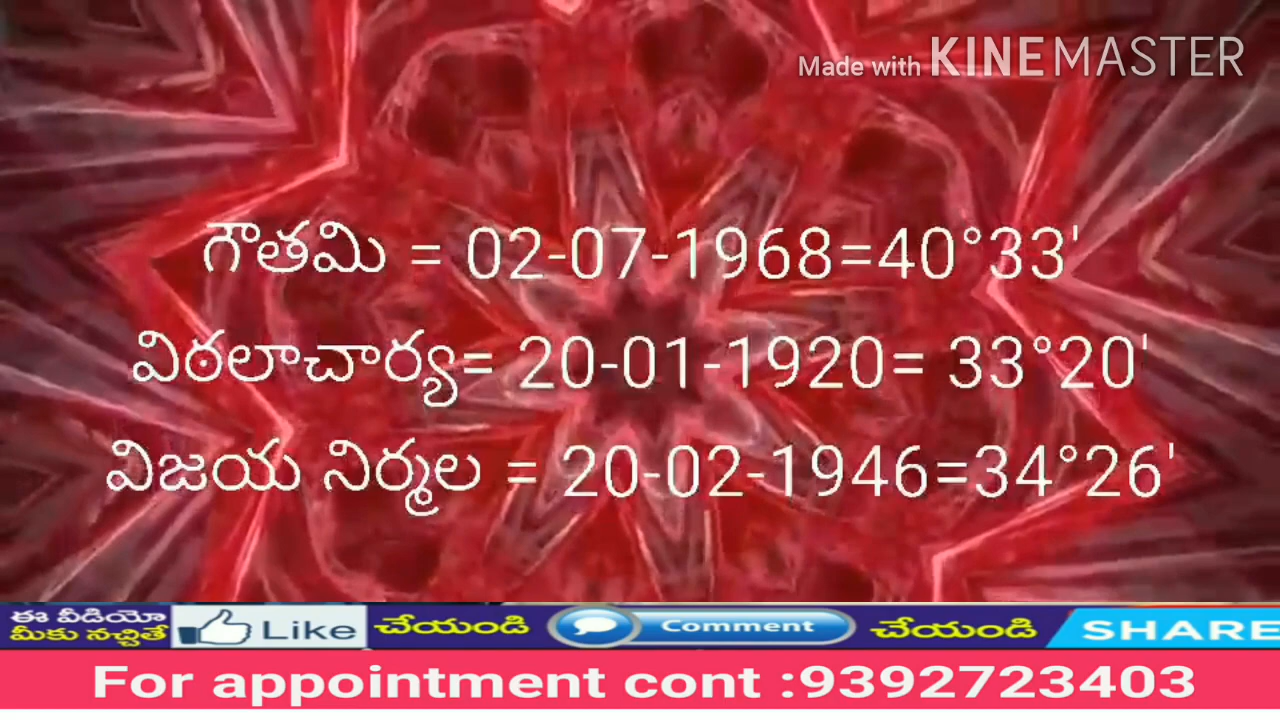 Made with KINEMASTER
గౌతమి = 02-07-1968=40°33'
విఠలాచార్య= 20-01-1920= 33°20'
విజయ నిర్మల = 20-02-1946=34°26'
ఈ వీడియో
మీకు నచ్చితే Like చేయండి Comment చేయండి SHARE
For appointment cont :9392723403